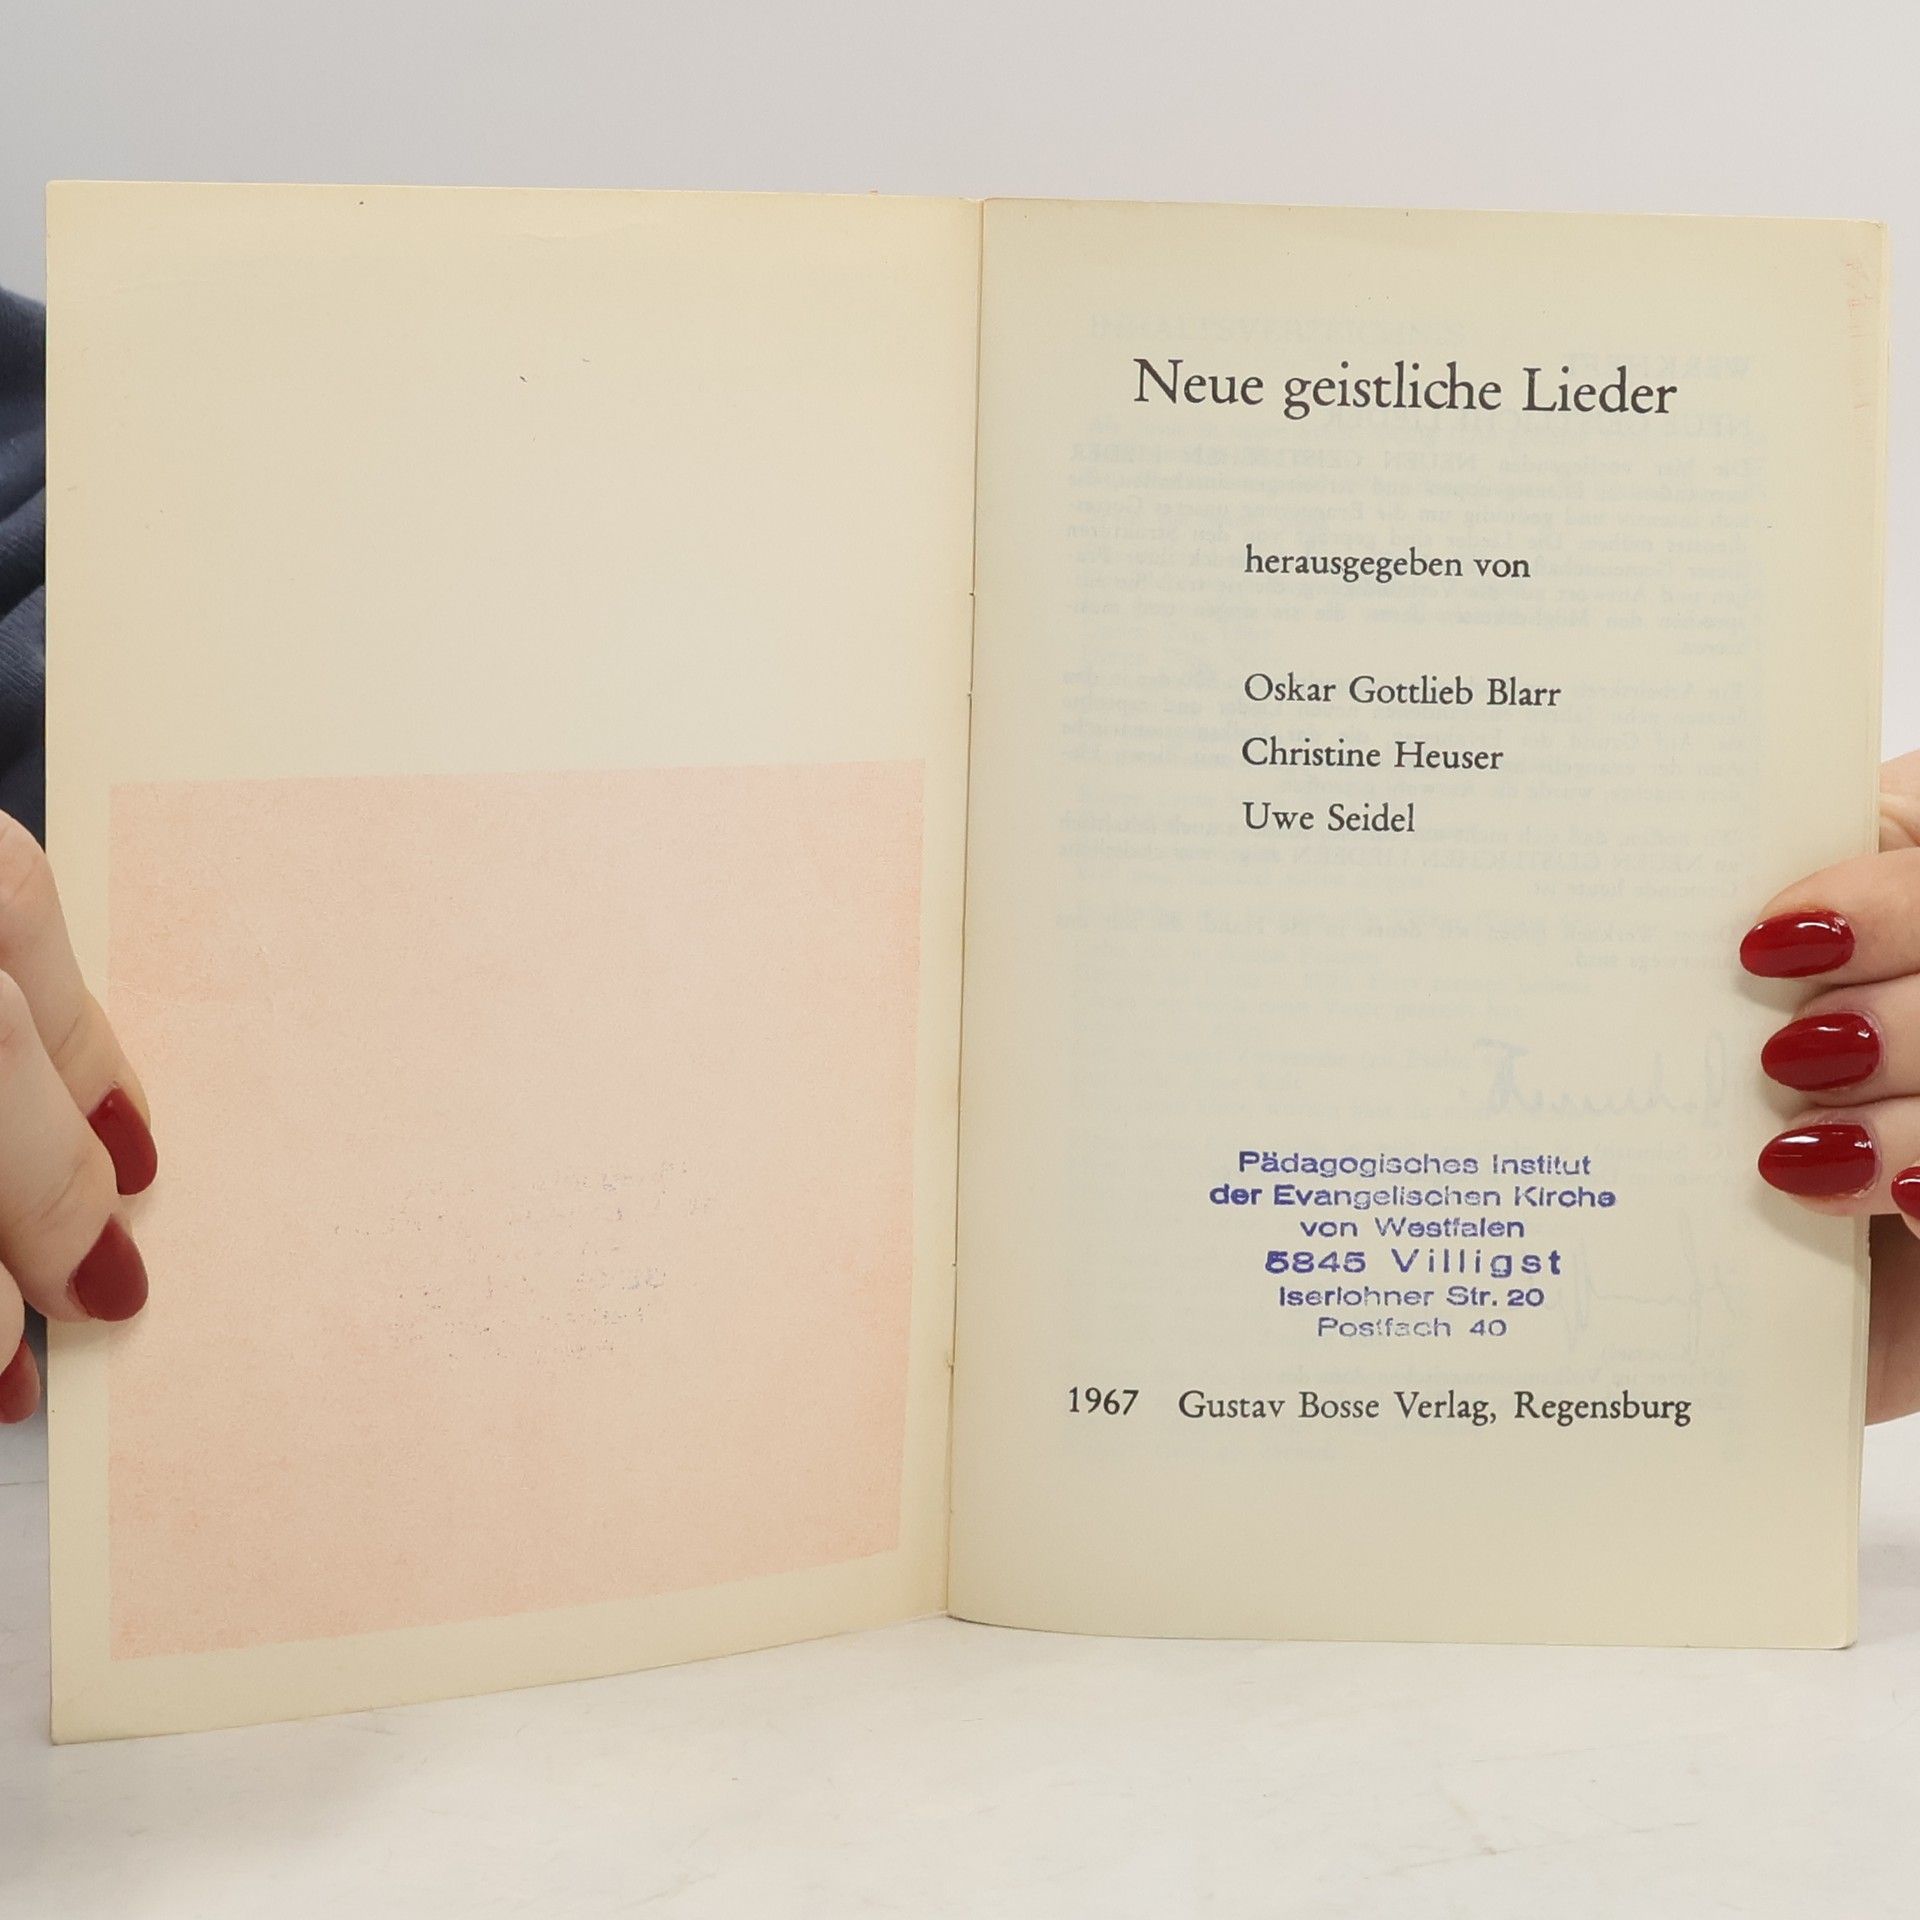 Neue geistliche Lieder
herausgegeben von
Oskar Gottlieb Blarr
Christine Heuser
Uwe Seidel
Pädagogisches Institut
der Evangelischen Kirche
von Westfalen
5845 Villigst
Iserlohner Str. 20
Postfach 40
1967 Gustav Bosse Verlag, Regensburg